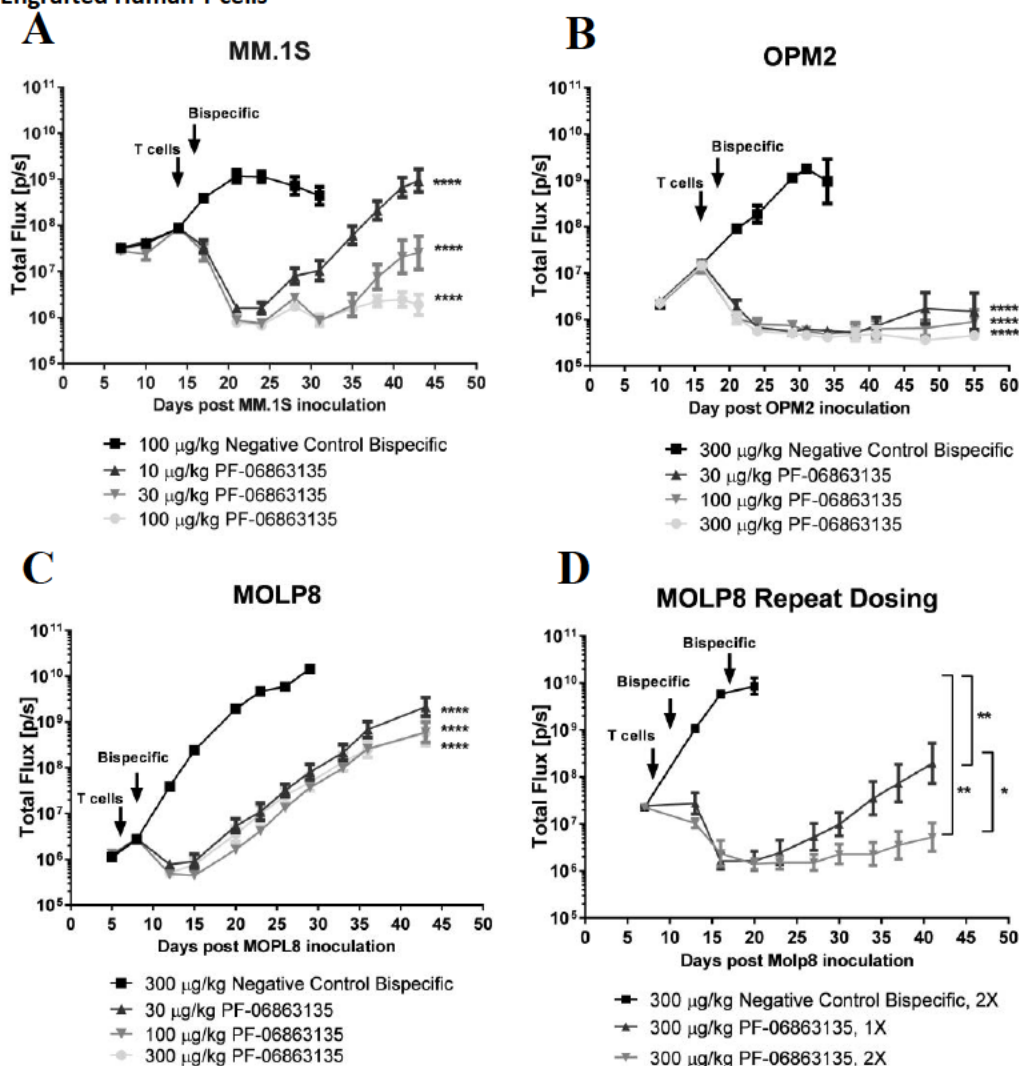 Engrafted Human T cells
A
MM.1S
Total Flux [p/s]
10^11
10^10
10^9
10^8
10^7
10^6
10^5
T cells
Bispecific
****
****
****
0 5 10 15 20 25 30 35 40 45 50
Days post MM.1S inoculation
100 μg/kg Negative Control Bispecific
10 μg/kg PF-06863135
30 μg/kg PF-06863135
100 μg/kg PF-06863135
B
OPM2
Total Flux [p/s]
10^11
10^10
10^9
10^8
10^7
10^6
10^5
T cells
Bispecific
****
****
****
0 5 10 15 20 25 30 35 40 45 50 55 60
Day post OPM2 inoculation
300 μg/kg Negative Control Bispecific
30 μg/kg PF-06863135
100 μg/kg PF-06863135
300 μg/kg PF-06863135
C
MOLP8
Total Flux [p/s]
10^11
10^10
10^9
10^8
10^7
10^6
10^5
Bispecific
T cells
****
****
****
0 5 10 15 20 25 30 35 40 45 50
Days post MOPL8 inoculation
300 μg/kg Negative Control Bispecific
30 μg/kg PF-06863135
100 μg/kg PF-06863135
300 μg/kg PF-06863135
D
MOLP8 Repeat Dosing
Total Flux [p/s]
10^11
10^10
10^9
10^8
10^7
10^6
10^5
Bispecific
Bispecific
T cells
**
**
*
0 5 10 15 20 25 30 35 40 45 50
Days post Molp8 inoculation
300 μg/kg Negative Control Bispecific, 2X
300 μg/kg PF-06863135, 1X
300 μg/kg PF-06863135, 2X